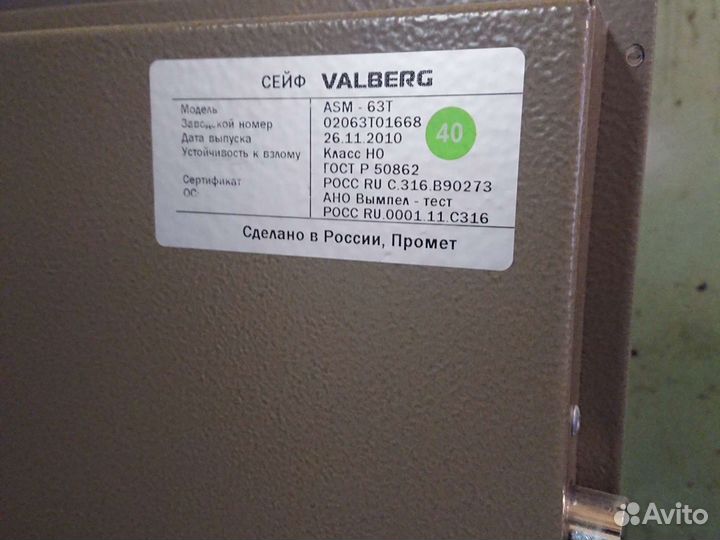 СЕЙФ VALBERG
Модель ASM - 63T
Заводской номер 02063T01668
Дата выпуска 26.11.2010
Устойчивость к взлому Класс Н0
ГОСТ Р 50862
Сертификат РОСС RU С.316.В90273
ОС: АНО Вымпел - тест
РОСС RU.0001.11.С316
40
Сделано в России, Промет
Avito